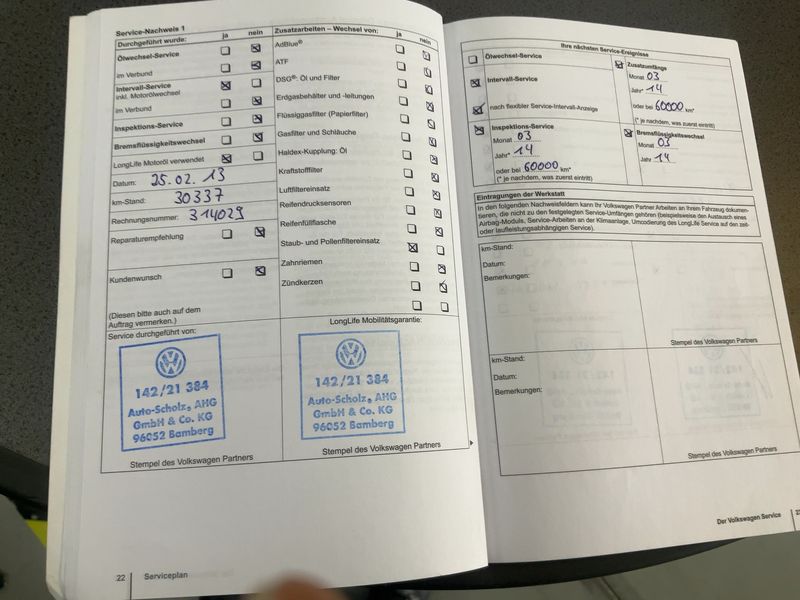 Service-Nachweis 1
Durchgeführt wurde: ja nein
Ölwechsel-Service
im Verbund
Intervall-Service
inkl. Motorölwechsel
im Verbund
Inspektions-Service
Bremsflüssigkeitswechsel
LongLife Motoröl verwendet
Datum: 25.02.13
km-Stand: 30337
Rechnungsnummer: 314029
Reparaturempfehlung
Kundenwunsch
(Diesen bitte auch auf dem
Auftrag vermerken.)
Service durchgeführt von:
142/21 384
Auto-Scholz, AHG
GmbH & Co. KG
96052 Bamberg
Stempel des Volkswagen Partners
Zusatzarbeiten – Wechsel von: ja nein
AdBlue®
ATF
DSG®: Öl und Filter
Erdgasbehälter und -leitungen
Flüssiggasfilter (Papierfilter)
Gasfilter und Schläuche
Haldex-Kupplung: Öl
Kraftstofffilter
Luftfiltereinsatz
Reifendrucksensoren
Reifenfüllflasche
Staub- und Pollenfiltereinsatz
Zahnriemen
Zündkerzen
LongLife Mobilitätsgarantie:
142/21 384
Auto-Scholz, AHG
GmbH & Co. KG
96052 Bamberg
Stempel des Volkswagen Partners
22 Serviceplan
Ihre nächsten Service-Ereignisse
Ölwechsel-Service
Intervall-Service
nach flexibler Service-Intervall-Anzeige
Inspektions-Service
Monat 03
Jahr* 14
oder bei 60000 km*
(* je nachdem, was zuerst eintritt)
Zusatzumfänge
Monat 03
Jahr* 14
oder bei 60000 km*
(* je nachdem, was zuerst eintritt)
Bremsflüssigkeitswechsel
Monat 03
Jahr 14
Eintragungen der Werkstatt
In den folgenden Nachweisfeldern kann Ihr Volkswagen Partner Arbeiten an Ihrem Fahrzeug dokumen-
tieren, die nicht zu den festgelegten Service-Umfängen gehören (beispielsweise den Austausch eines
Airbag-Moduls, Service-Arbeiten an der Klimaanlage, Umcodierung des LongLife Service auf den zeit-
oder laufleistungsabhängigen Service).
km-Stand:
Datum:
Bemerkungen:
Stempel des Volkswagen Partners
km-Stand:
Datum:
Bemerkungen:
Stempel des Volkswagen Partners
Der Volkswagen Service